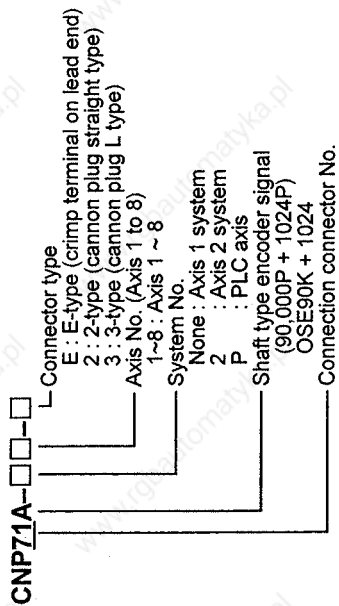 CNP71A-□□-□
Connector type
E : E-type (crimp terminal on lead end)
2 : 2-type (cannon plug straight type)
3 : 3-type (cannon plug L type)
Axis No. (Axis 1 to 8)
1~8 : Axis 1 ~ 8
System No.
None : Axis 1 system
2 : Axis 2 system
P : PLC axis
Shaft type encoder signal
(90,000P + 1024P)
OSE90K + 1024
Connection connector No.
www.rgbautomatyka.pl